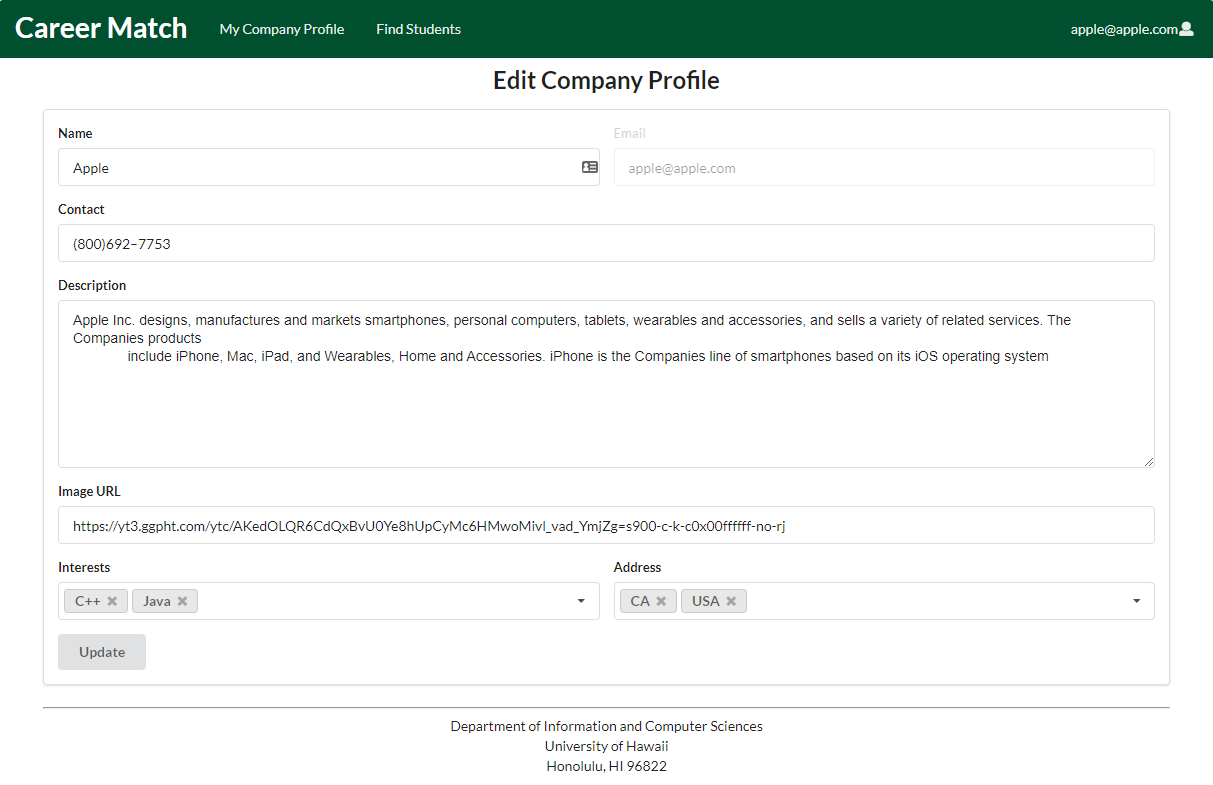 Career Match My Company Profile Find Students apple@apple.com
Edit Company Profile
Name Email
Apple apple@apple.com
Contact
(800)692–7753
Description
Apple Inc. designs, manufactures and markets smartphones, personal computers, tablets, wearables and accessories, and sells a variety of related services. The
Companies products
include iPhone, Mac, iPad, and Wearables, Home and Accessories. iPhone is the Companies line of smartphones based on its iOS operating system
Image URL
https://yt3.ggpht.com/ytc/AKedOLQR6CdQxBvU0Ye8hUpCyMc6HMwoMivl_vad_YmjZg=s900-c-k-c0x00ffffff-no-rj
Interests Address
C++ Java CA USA
Update
Department of Information and Computer Sciences
University of Hawaii
Honolulu, HI 96822